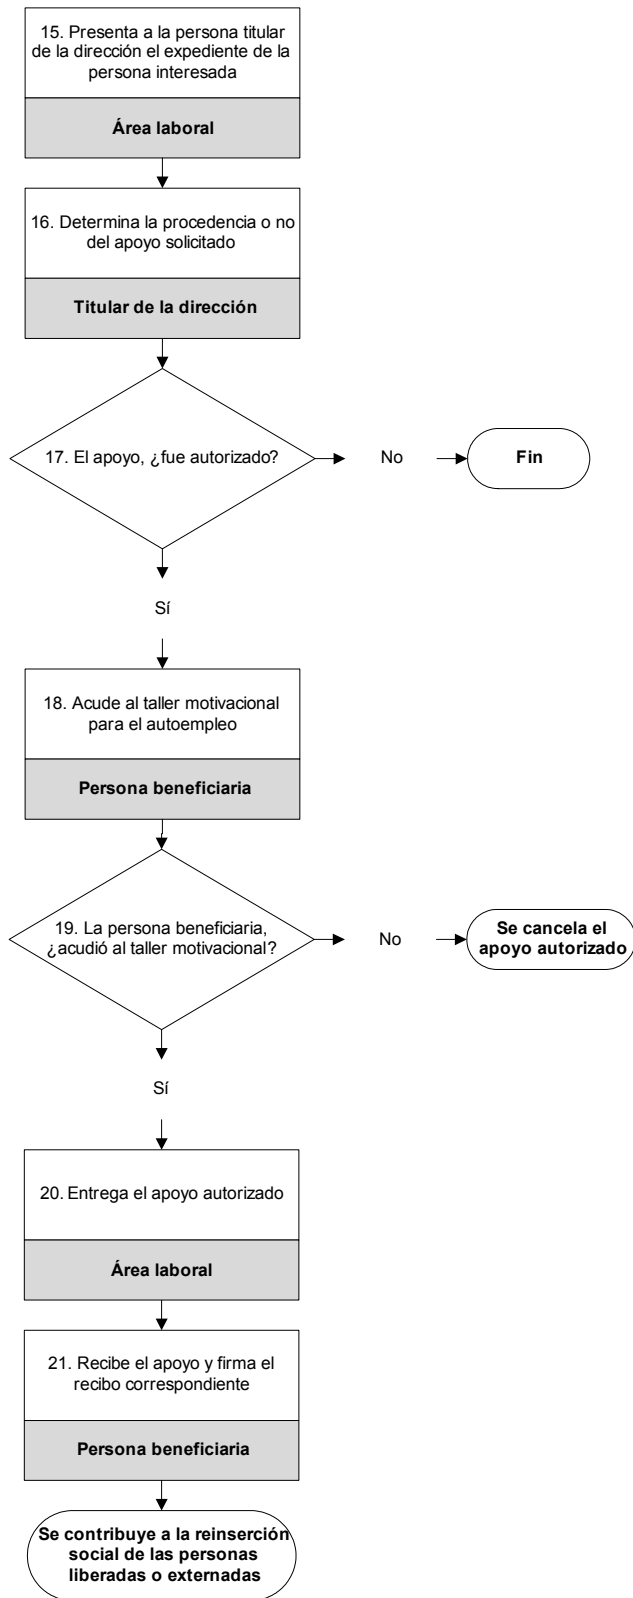 15. Presenta a la persona titular
de la dirección el expediente de la
persona interesada
Área laboral
16. Determina la procedencia o no
del apoyo solicitado
Titular de la dirección
17. El apoyo, ¿fue autorizado?
No
Fin
Sí
18. Acude al taller motivacional
para el autoempleo
Persona beneficiaria
19. La persona beneficiaria,
¿acudió al taller motivacional?
No
Se cancela el
apoyo autorizado
Sí
20. Entrega el apoyo autorizado
Área laboral
21. Recibe el apoyo y firma el
recibo correspondiente
Persona beneficiaria
Se contribuye a la reinserción
social de las personas
liberadas o externadas